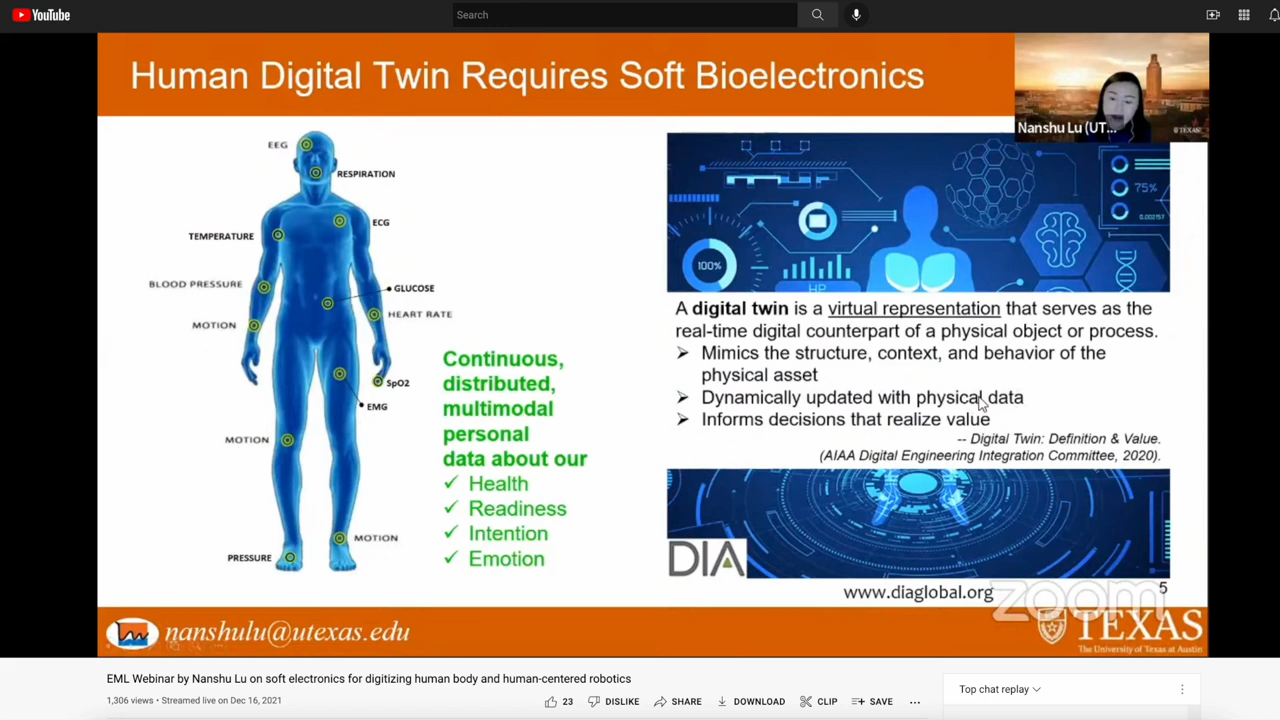 YouTube
Search
Human Digital Twin Requires Soft Bioelectronics
Nanshu Lu (UT...
TEXAS
EEG
RESPIRATION
ECG
TEMPERATURE
BLOOD PRESSURE
GLUCOSE
HEART RATE
MOTION
SpO2
EMG
MOTION
MOTION
PRESSURE
Continuous,
distributed,
multimodal
personal
data about our
✓ Health
✓ Readiness
✓ Intention
✓ Emotion
75%
0.002157
100%
HP
A digital twin is a virtual representation that serves as the
real-time digital counterpart of a physical object or process.
➢ Mimics the structure, context, and behavior of the
physical asset
➢ Dynamically updated with physical data
➢ Informs decisions that realize value
-- Digital Twin: Definition & Value.
(AIAA Digital Engineering Integration Committee, 2020).
DIA
www.diaglobal.org
5
zoom
nanshulu@utexas.edu
TEXAS
The University of Texas at Austin
EML Webinar by Nanshu Lu on soft electronics for digitizing human body and human-centered robotics
1,306 views • Streamed live on Dec 16, 2021
23
DISLIKE
SHARE
DOWNLOAD
CLIP
SAVE
Top chat replay